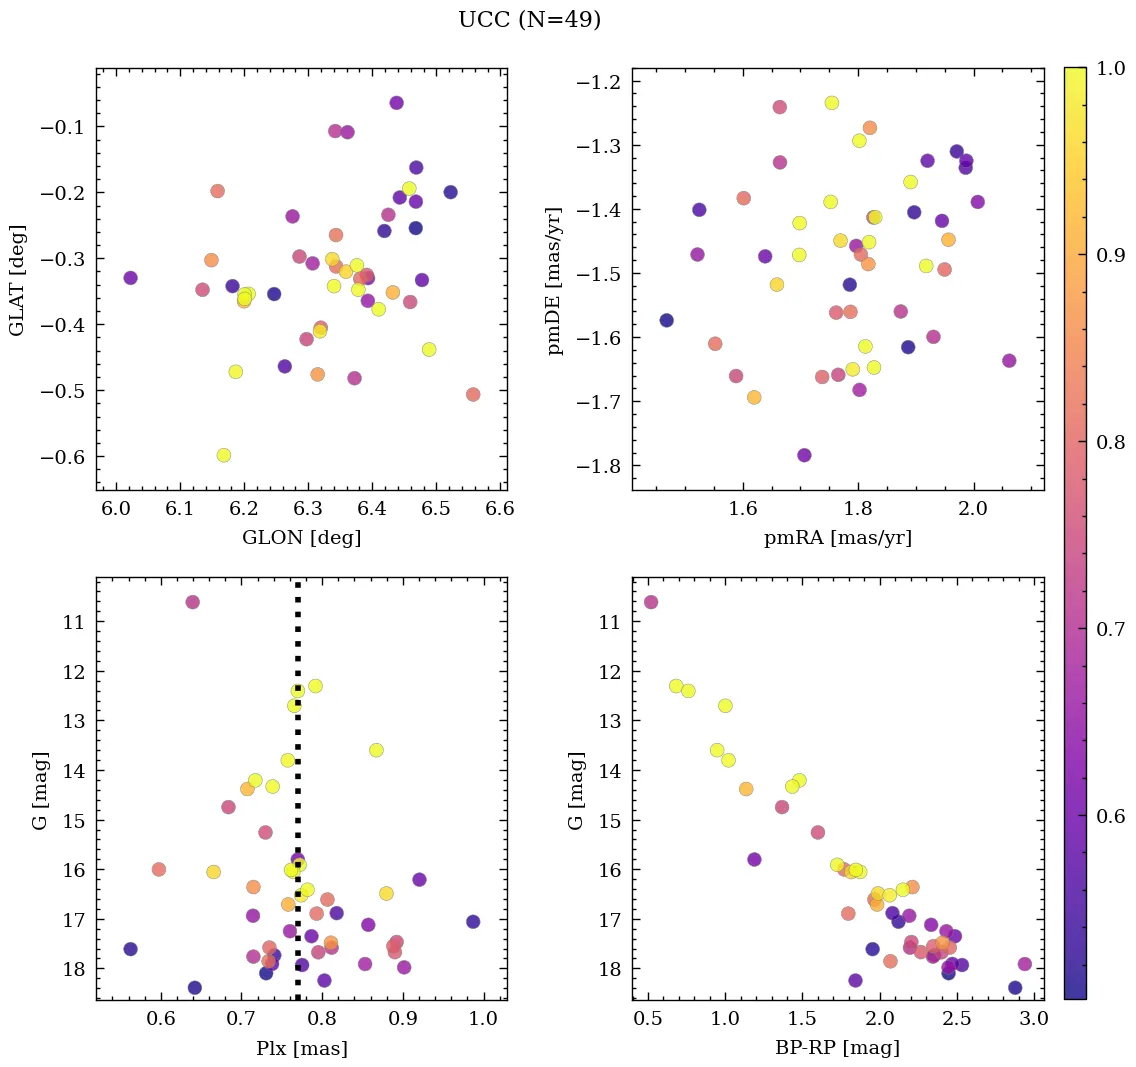 UCC (N=49)
−0.1
−0.2
−0.3
−0.4
−0.5
−0.6
GLAT [deg]
6.0 6.1 6.2 6.3 6.4 6.5 6.6
GLON [deg]
−1.2
−1.3
−1.4
−1.5
−1.6
−1.7
−1.8
pmDE [mas/yr]
1.6 1.8 2.0
pmRA [mas/yr]
11
12
13
14
15
16
17
18
G [mag]
0.6 0.7 0.8 0.9 1.0
Plx [mas]
11
12
13
14
15
16
17
18
G [mag]
0.5 1.0 1.5 2.0 2.5 3.0
BP-RP [mag]
1.0
0.9
0.8
0.7
0.6